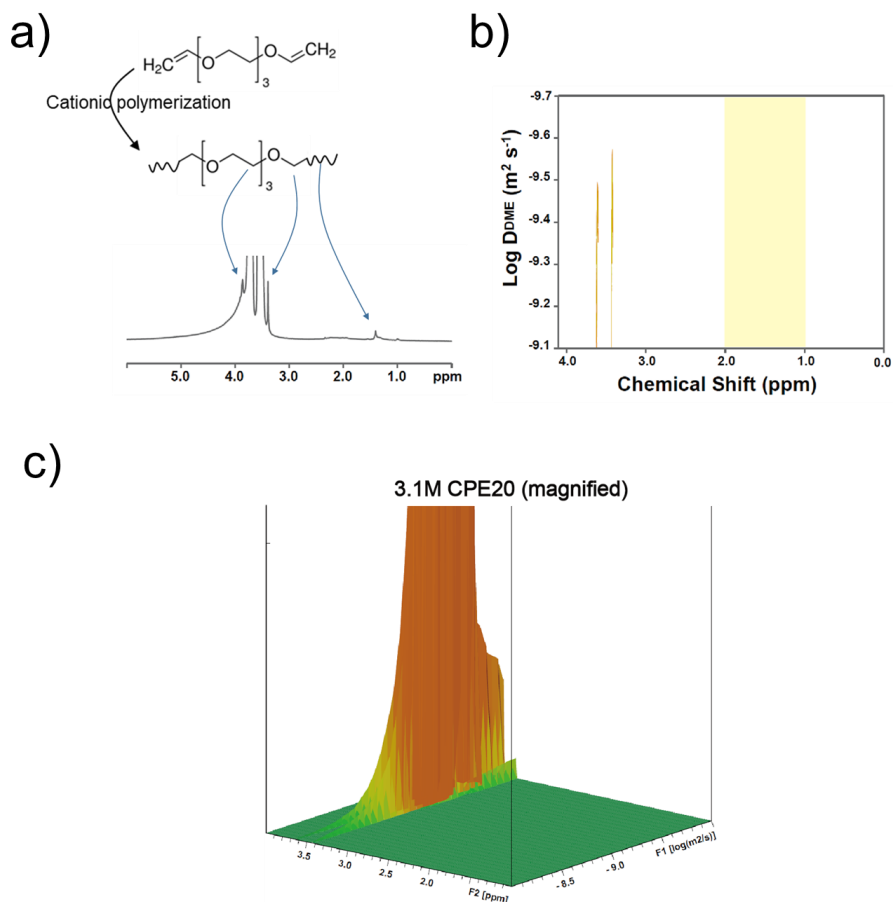 a)
H₂C
O
O
CH₂
3
Cationic polymerization
O
O
3
5.0 4.0 3.0 2.0 1.0 ppm
b)
-9.7
-9.6
-9.5
-9.4
-9.3
-9.2
-9.1
Log DDME (m² s⁻¹)
4.0 3.0 2.0 1.0 0.0
Chemical Shift (ppm)
c)
3.1M CPE20 (magnified)
3.5 3.0 2.5 2.0 F2 [ppm]
-8.5 -9.0 F1 [log(m2/s)]